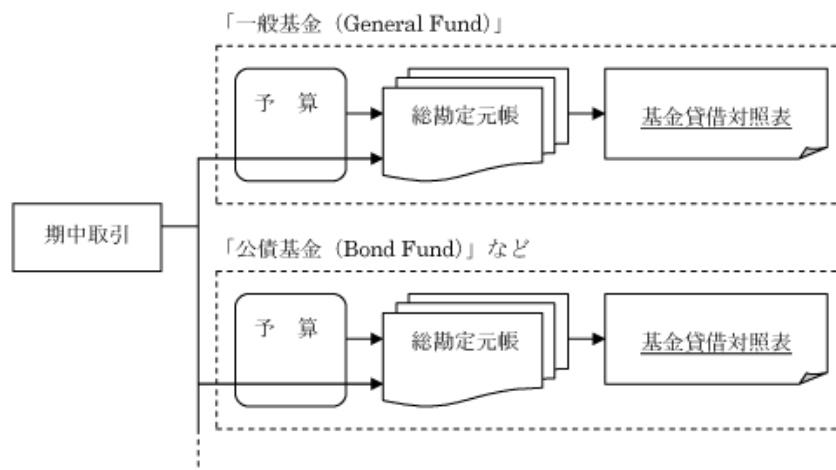 「一般基金（General Fund）」
予　算
総勘定元帳
基金貸借対照表
期中取引
「公債基金（Bond Fund）」など
予　算
総勘定元帳
基金貸借対照表